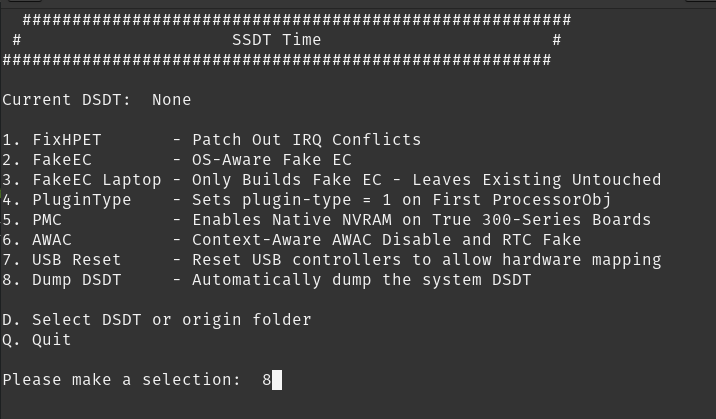 #######################################################
# SSDT Time #
#######################################################
Current DSDT: None
1. FixHPET - Patch Out IRQ Conflicts
2. FakeEC - OS-Aware Fake EC
3. FakeEC Laptop - Only Builds Fake EC - Leaves Existing Untouched
4. PluginType - Sets plugin-type = 1 on First ProcessorObj
5. PMC - Enables Native NVRAM on True 300-Series Boards
6. AWAC - Context-Aware AWAC Disable and RTC Fake
7. USB Reset - Reset USB controllers to allow hardware mapping
8. Dump DSDT - Automatically dump the system DSDT
D. Select DSDT or origin folder
Q. Quit
Please make a selection: 8